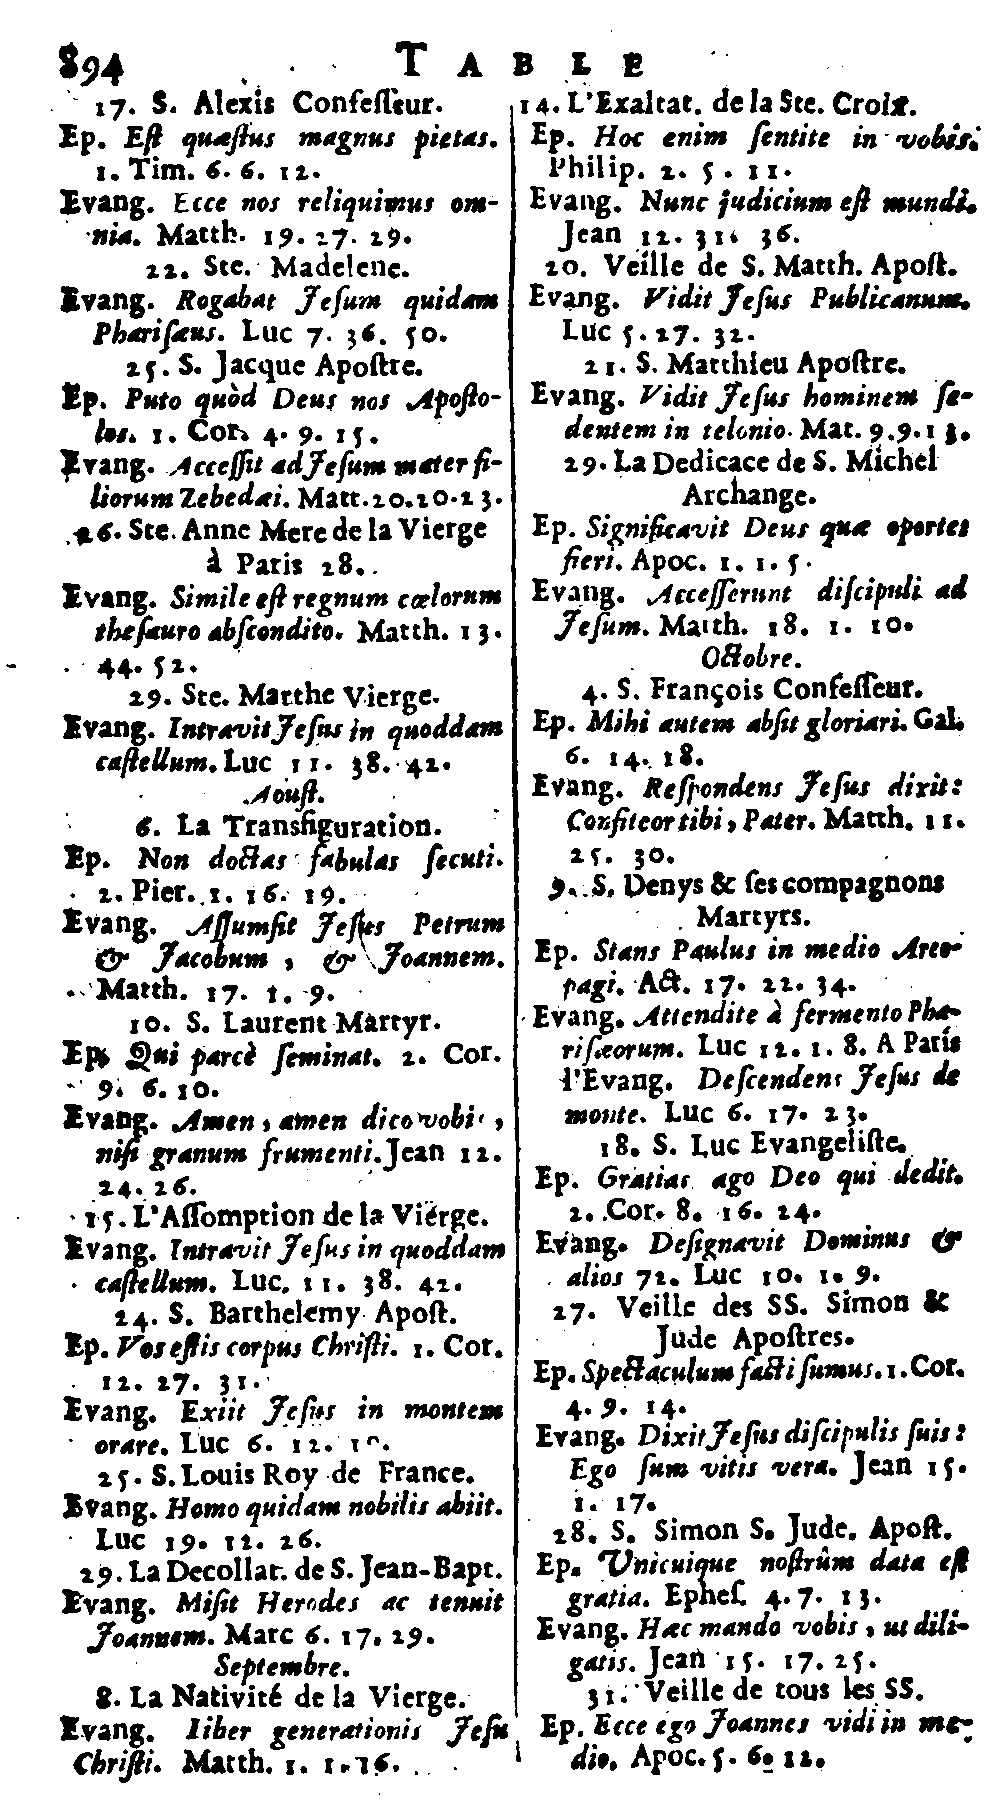 894 TABLE
17. S. Alexis Confeſſeur.
Ep. Eſt quæſtus magnus pietas.
1. Tim. 6. 6. 12.
Evang. Ecce nos reliquimus om-
nia. Matth. 19. 27. 29.
22. Ste. Madelene.
Evang. Rogabat Jeſum quidam
Phariſæus. Luc 7. 36. 50.
25. S. Jacque Apoſtre.
Ep. Puto quòd Deus nos Apoſto-
los. 1. Cor. 4. 9. 15.
Evang. Acceſſit ad Jeſum mater fi-
liorum Zebedæi. Matt. 20. 20. 23.
26. Ste. Anne Mere de la Vierge
à Paris 28.
Evang. Simile eſt regnum cœlorum
theſauro abſcondito. Matth. 13.
44. 52.
29. Ste. Marthe Vierge.
Evang. Intravit Jeſus in quoddam
caſtellum. Luc 11. 38. 42.
Aouſt.
6. La Transfiguration.
Ep. Non doctas fabulas ſecuti.
2. Pier. 1. 16. 19.
Evang. Aſſumſit Jeſus Petrum
& Jacobum, & Joannem.
Matth. 17. 1. 9.
10. S. Laurent Martyr.
Ep. Qui parcè ſeminat. 2. Cor.
9. 6. 10.
Evang. Amen, amen dico vobis,
niſi granum frumenti. Jean 12.
24. 26.
15. L'Aſſomption de la Vierge.
Evang. Intravit Jeſus in quoddam
caſtellum. Luc. 11. 38. 42.
24. S. Barthelemy Apoſt.
Ep. Vos eſtis corpus Chriſti. 1. Cor.
12. 27. 31.
Evang. Exiit Jeſus in montem
orare. Luc 6. 12.
25. S. Louis Roy de France.
Evang. Homo quidam nobilis abiit.
Luc 19. 12. 26.
29. La Decollat. de S. Jean-Bapt.
Evang. Miſit Herodes ac tenuit
Joannem. Marc 6. 17. 29.
Septembre.
8. La Nativité de la Vierge.
Evang. Liber generationis Jeſu
Chriſti. Matth. 1. 1. 16.
14. L'Exaltat. de la Ste. Croix.
Ep. Hoc enim ſentite in vobis.
Philip. 2. 5. 11.
Evang. Nunc judicium eſt mundi.
Jean 12. 31. 36.
20. Veille de S. Matth. Apoſt.
Evang. Vidit Jeſus Publicanum.
Luc 5. 27. 32.
21. S. Matthieu Apoſtre.
Evang. Vidit Jeſus hominem ſe-
dentem in telonio. Mat. 9. 9. 13.
29. La Dedicace de S. Michel
Archange.
Ep. Significavit Deus quæ oportet
fieri. Apoc. 1. 1. 5.
Evang. Acceſſerunt diſcipuli ad
Jeſum. Matth. 18. 1. 10.
Octobre.
4. S. François Confeſſeur.
Ep. Mihi autem abſit gloriari. Gal.
6. 14. 18.
Evang. Reſpondens Jeſus dixit:
Confiteor tibi, Pater. Matth. 11.
25. 30.
9. S. Denys & ſes compagnons
Martyrs.
Ep. Stans Paulus in medio Areo-
pagi. Act. 17. 22. 34.
Evang. Attendite à fermento Pha-
riſæorum. Luc 12. 1. 8. A Paris
l'Evang. Deſcendens Jeſus de
monte. Luc 6. 17. 23.
18. S. Luc Evangeliſte.
Ep. Gratias ago Deo qui dedit.
2. Cor. 8. 16. 24.
Evang. Deſignavit Dominus &
alios 72. Luc 10. 1. 9.
27. Veille des SS. Simon &
Jude Apoſtres.
Ep. Spectaculum facti ſumus. 1. Cor.
4. 9. 14.
Evang. Dixit Jeſus diſcipulis ſuis:
Ego ſum vitis vera. Jean 15.
1. 17.
28. S. Simon S. Jude. Apoſt.
Ep. Unicuique noſtrûm data eſt
gratia. Epheſ. 4. 7. 13.
Evang. Hæc mando vobis, ut dili-
gatis. Jean 15. 17. 25.
31. Veille de tous les SS.
Ep. Ecce ego Joannes vidi in me-
dio. Apoc. 5. 6. 12.